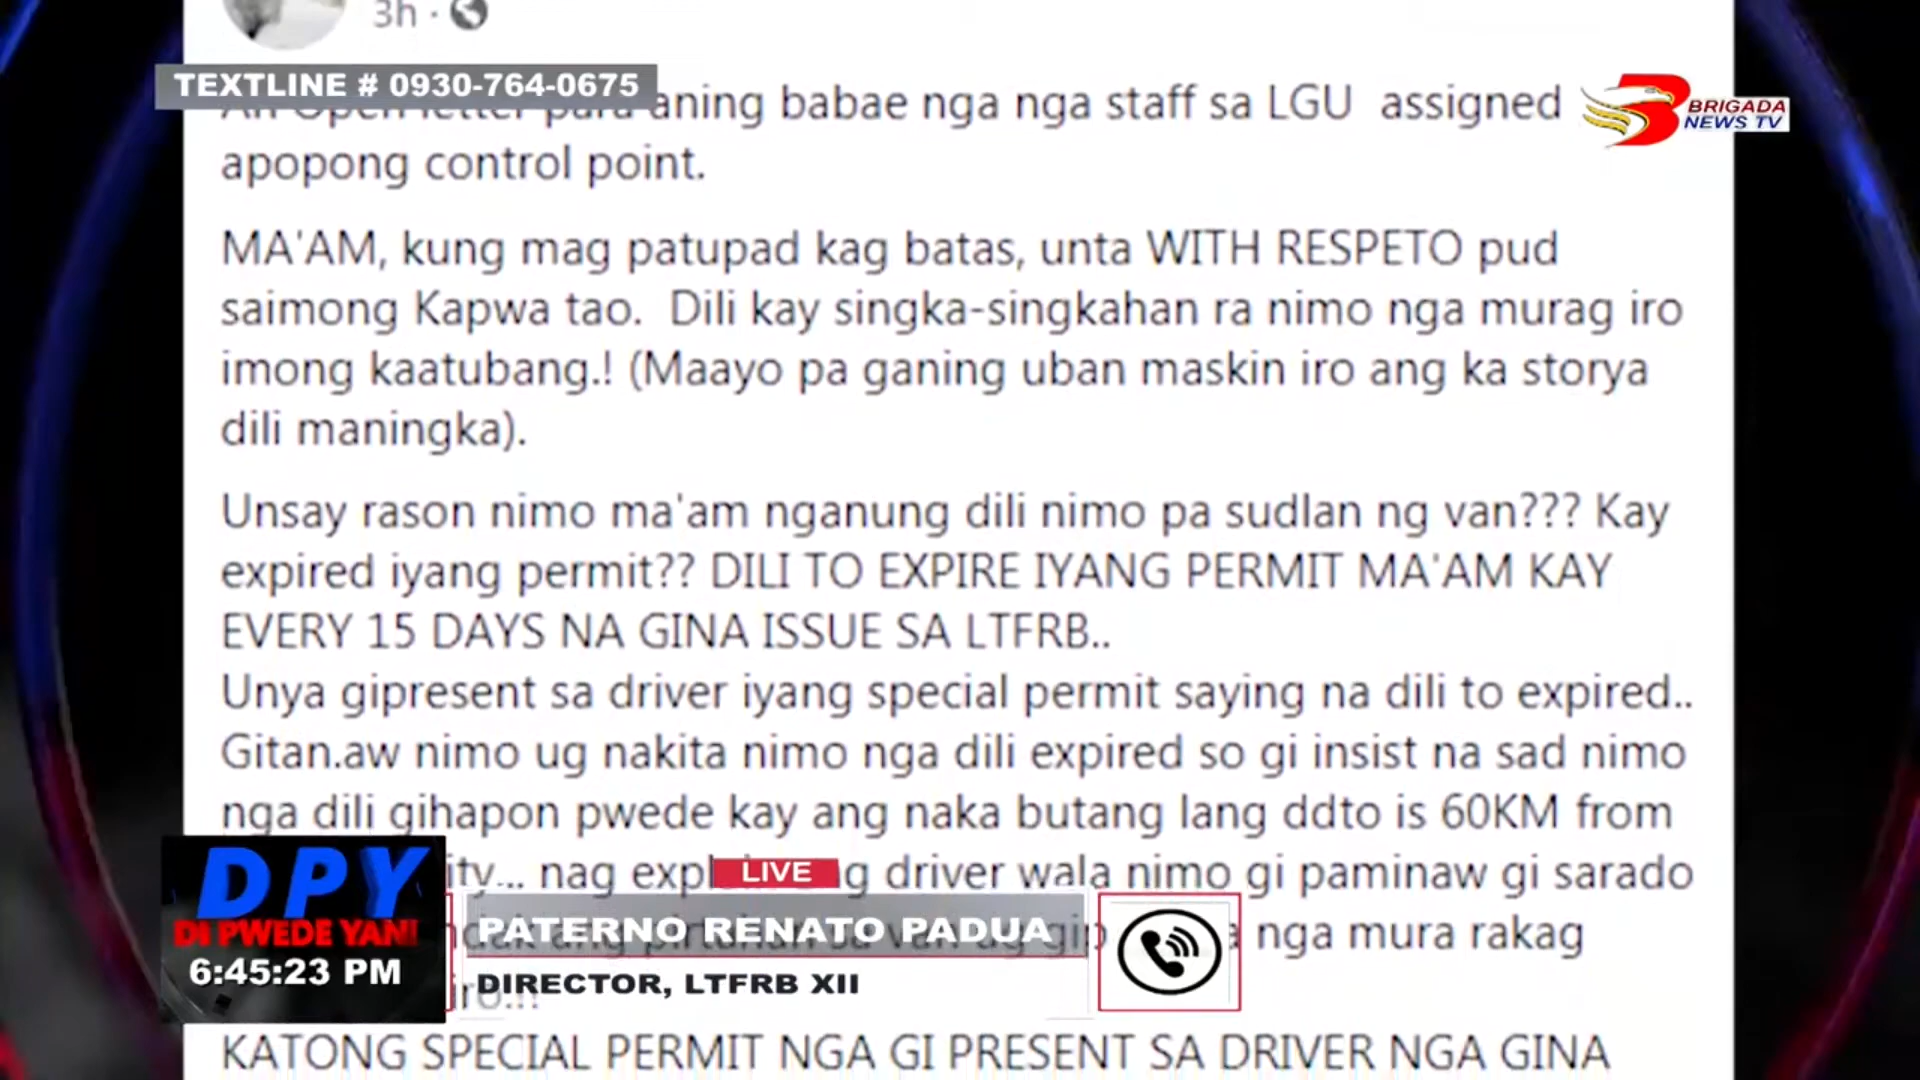 3h ·
TEXTLINE # 0930-764-0675
aning babae nga nga staff sa LGU assigned
apopong control point.
BRIGADA
NEWS TV
MA'AM, kung mag patupad kag batas, unta WITH RESPETO pud
saimong Kapwa tao. Dili kay singka-singkahan ra nimo nga murag iro
imong kaatubang.! (Maayo pa ganing uban maskin iro ang ka storya
dili maningka).
Unsay rason nimo ma'am nganung dili nimo pa sudlan ng van??? Kay
expired iyang permit?? DILI TO EXPIRE IYANG PERMIT MA'AM KAY
EVERY 15 DAYS NA GINA ISSUE SA LTFRB..
Unya gipresent sa driver iyang special permit saying na dili to expired..
Gitan.aw nimo ug nakita nimo nga dili expired so gi insist na sad nimo
nga dili gihapon pwede kay ang naka butang lang ddto is 60KM from
nag driver wala nimo gi paminaw gi sarado
nga mura rakag
KATONG SPECIAL PERMIT NGA GI PRESENT SA DRIVER NGA GINA
DPY
DI PWEDE YAN!
6:45:23 PM
LIVE
PATERNO RENATO PADUA
DIRECTOR, LTFRB XII